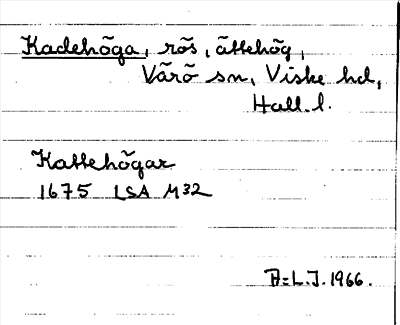 Kadehöga, rös, ättehög,
Värö sn, Viske hd,
Hall. l.
Kattehögar
1675 LSA M32
B=L.J. 1966.